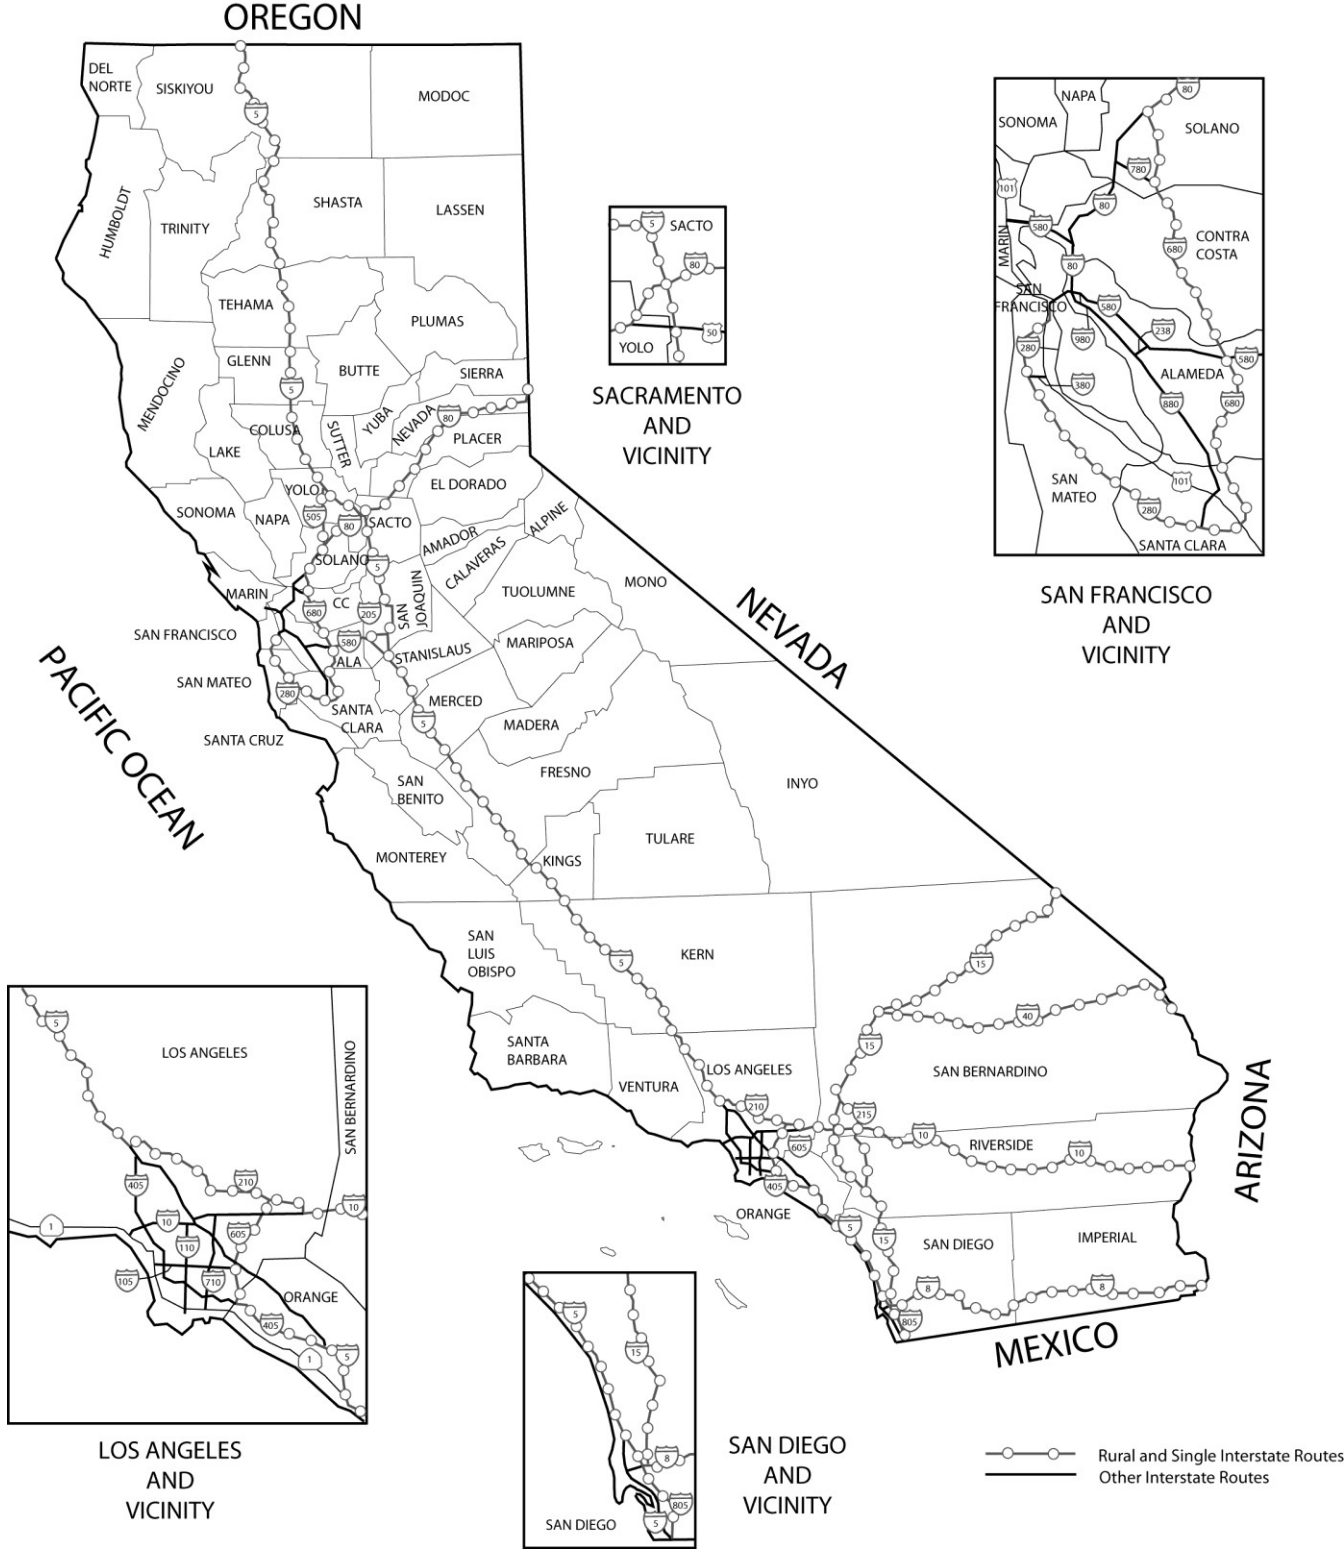 OREGON
DEL
NORTE
SISKIYOU
MODOC
5
HUMBOLDT
TRINITY
SHASTA
LASSEN
TEHAMA
PLUMAS
MENDOCINO
GLENN
BUTTE
SIERRA
5
COLUSA
SUTTER
YUBA
NEVADA
80
PLACER
LAKE
EL DORADO
YOLO
SONOMA
NAPA
505
80
SACTO
SOLANO
5
AMADOR
ALPINE
CALAVERAS
MARIN
CC
680
205
SAN
JOAQUIN
TUOLUMNE
MONO
SAN FRANCISCO
580
ALA
STANISLAUS
MARIPOSA
SAN MATEO
280
SANTA
CLARA
MERCED
5
MADERA
SANTA CRUZ
SAN
BENITO
FRESNO
INYO
MONTEREY
KINGS
TULARE
SAN
LUIS
OBISPO
5
KERN
15
40
15
SANTA
BARBARA
VENTURA
LOS ANGELES
SAN BERNARDINO
210
215
10
RIVERSIDE
10
605
405
ORANGE
5
15
SAN DIEGO
IMPERIAL
8
8
805
NEVADA
PACIFIC OCEAN
ARIZONA
MEXICO
5
SACTO
80
50
YOLO
SACRAMENTO
AND
VICINITY
80
NAPA
SONOMA
SOLANO
780
101
80
580
MARIN
CONTRA
COSTA
680
80
SAN
FRANCISCO
580
238
980
280
580
380
ALAMEDA
880
680
SAN
MATEO
101
280
SANTA CLARA
SAN FRANCISCO
AND
VICINITY
5
LOS ANGELES
SAN BERNARDINO
405
210
10
1
10
110
605
105
710
ORANGE
405
1
5
LOS ANGELES
AND
VICINITY
5
15
8
805
5
SAN DIEGO
SAN DIEGO
AND
VICINITY
Rural and Single Interstate Routes
Other Interstate Routes